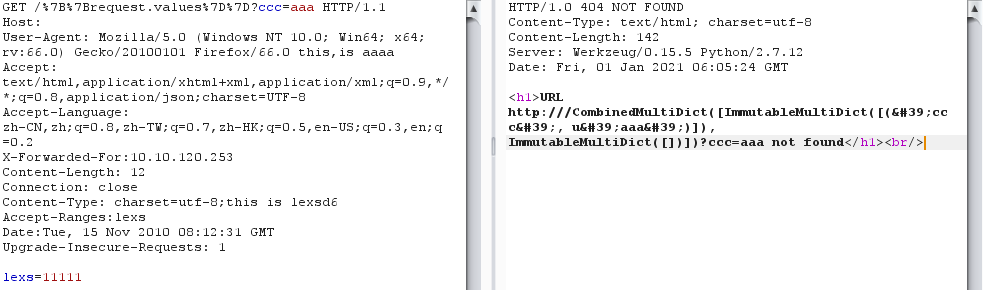 GET /%7B%7Brequest.values%7D%7D?ccc=aaa HTTP/1.1
Host:
User-Agent: Mozilla/5.0 (Windows NT 10.0; Win64; x64;
rv:66.0) Gecko/20100101 Firefox/66.0 this,is aaaa
Accept:
text/html,application/xhtml+xml,application/xml;q=0.9,*/
*;q=0.8,application/json;charset=UTF-8
Accept-Language:
zh-CN,zh;q=0.8,zh-TW;q=0.7,zh-HK;q=0.5,en-US;q=0.3,en;q
=0.2
X-Forwarded-For:10.10.120.253
Content-Length: 12
Connection: close
Content-Type: charset=utf-8;this is lexsd6
Accept-Ranges:lexs
Date:Tue, 15 Nov 2010 08:12:31 GMT
Upgrade-Insecure-Requests: 1
lexs=11111
HTTP/1.0 404 NOT FOUND
Content-Type: text/html; charset=utf-8
Content-Length: 142
Server: Werkzeug/0.15.5 Python/2.7.12
Date: Fri, 01 Jan 2021 06:05:24 GMT
<h1>URL
http:///CombinedMultiDict([ImmutableMultiDict([(&#39;cc
c&#39;, u&#39;aaa&#39;)]),
ImmutableMultiDict([])])?ccc=aaa not found</h1><br/>